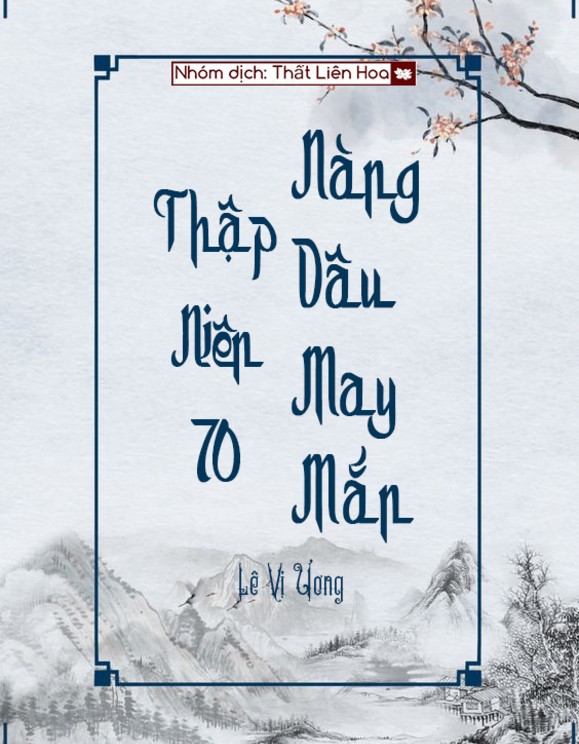 Nhóm dịch: Thất Liên Hoa
Thập
Niên
70
Nàng
Dâu
May
Mắn
Lê Vị Ương